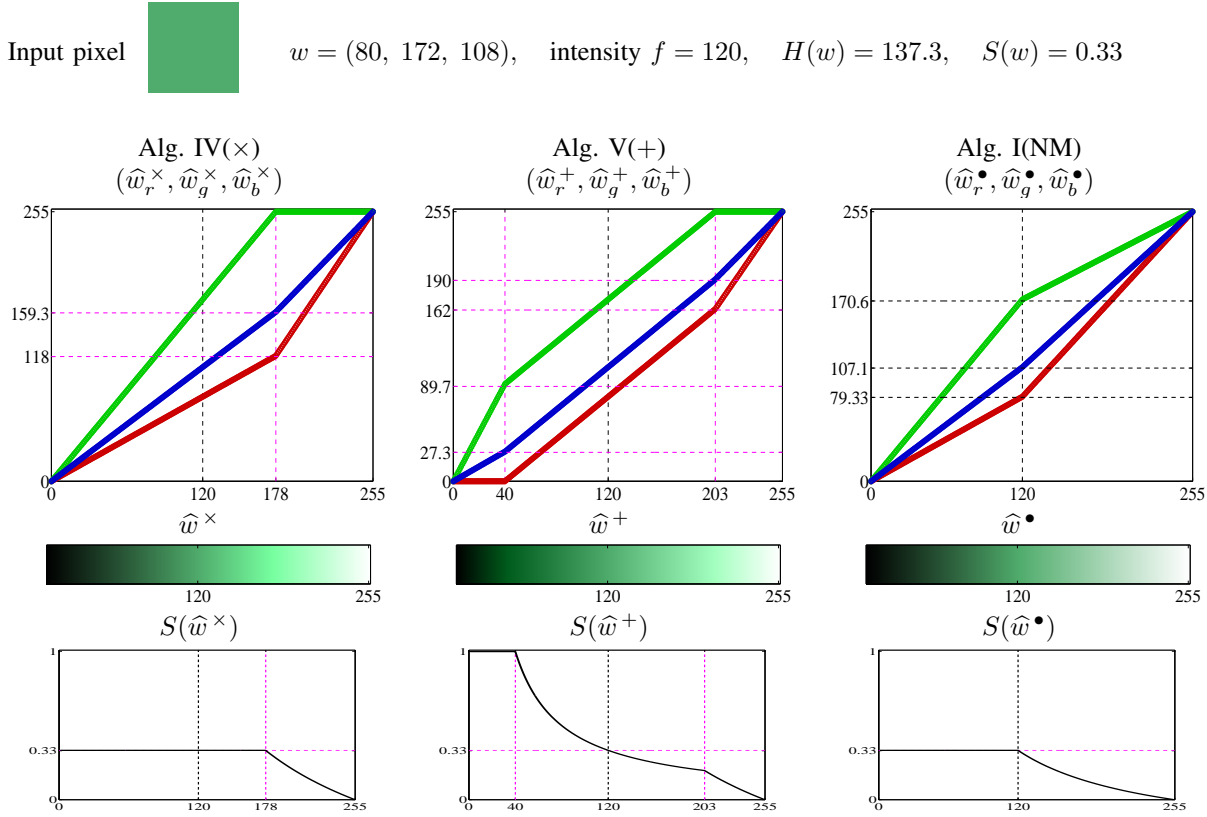 Input pixel w = (80, 172, 108), intensity f = 120, H(w) = 137.3, S(w) = 0.33
Alg. IV(×) Alg. V(+) Alg. I(NM)
(ŵ_r^×, ŵ_g^×, ŵ_b^×) (ŵ_r^+, ŵ_g^+, ŵ_b^+) (ŵ_r^•, ŵ_g^•, ŵ_b^•)
255 159.3 118 0
0 120 178 255
255 190 162 89.7 27.3 0
0 40 120 203 255
255 170.6 107.1 79.33 0
0 120 255
ŵ^× ŵ^+ ŵ^•
120 255 120 255 120 255
S(ŵ^×) S(ŵ^+) S(ŵ^•)
1 0.33 0
0 120 178 255
1 0.33 0
0 40 120 203 255
1 0.33 0
0 120 255